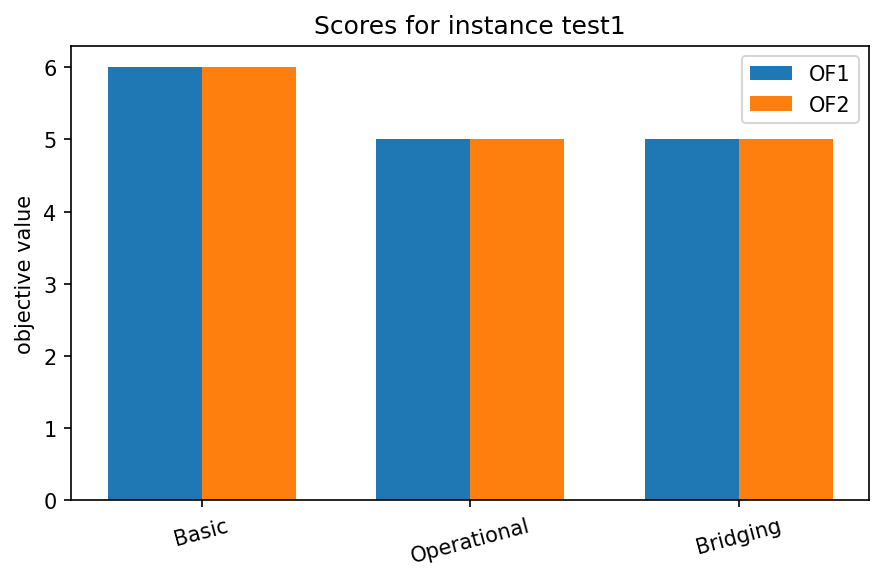 Scores for instance test1
OF1
OF2
objective value
6
5
4
3
2
1
0
Basic
Operational
Bridging